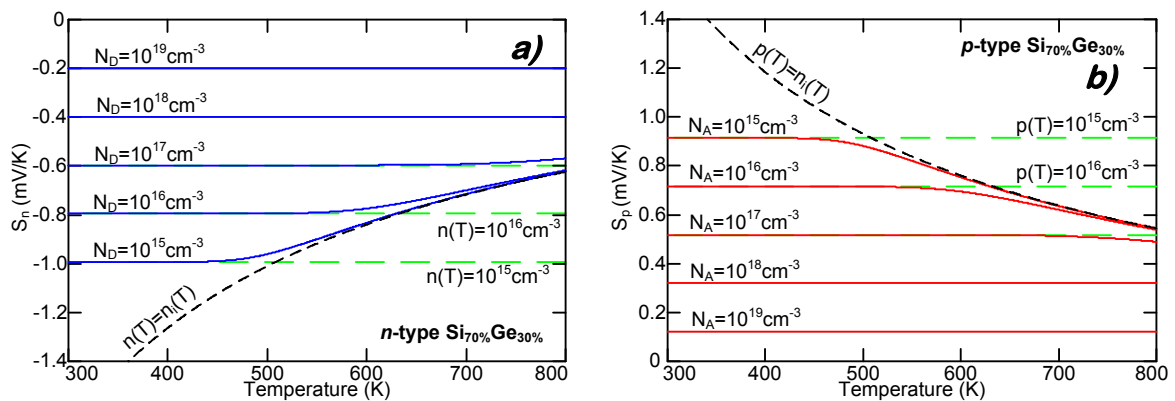 a)
0
-0.2
-0.4
-0.6
-0.8
-1.0
-1.4
S_n (mV/K)
N_D=10^19cm^-3
N_D=10^18cm^-3
N_D=10^17cm^-3
N_D=10^16cm^-3
N_D=10^15cm^-3
n(T)=10^16cm^-3
n(T)=10^15cm^-3
n(T)=n_i(T)
n-type Si70%Ge30%
300 400 500 600 700 800
Temperature (K)
b)
p-type Si70%Ge30%
1.4
1.2
1.0
0.8
0.6
0.4
0.2
0
S_p (mV/K)
p(T)=n_i(T)
N_A=10^15cm^-3
p(T)=10^15cm^-3
N_A=10^16cm^-3
p(T)=10^16cm^-3
N_A=10^17cm^-3
N_A=10^18cm^-3
N_A=10^19cm^-3
300 400 500 600 700 800
Temperature (K)